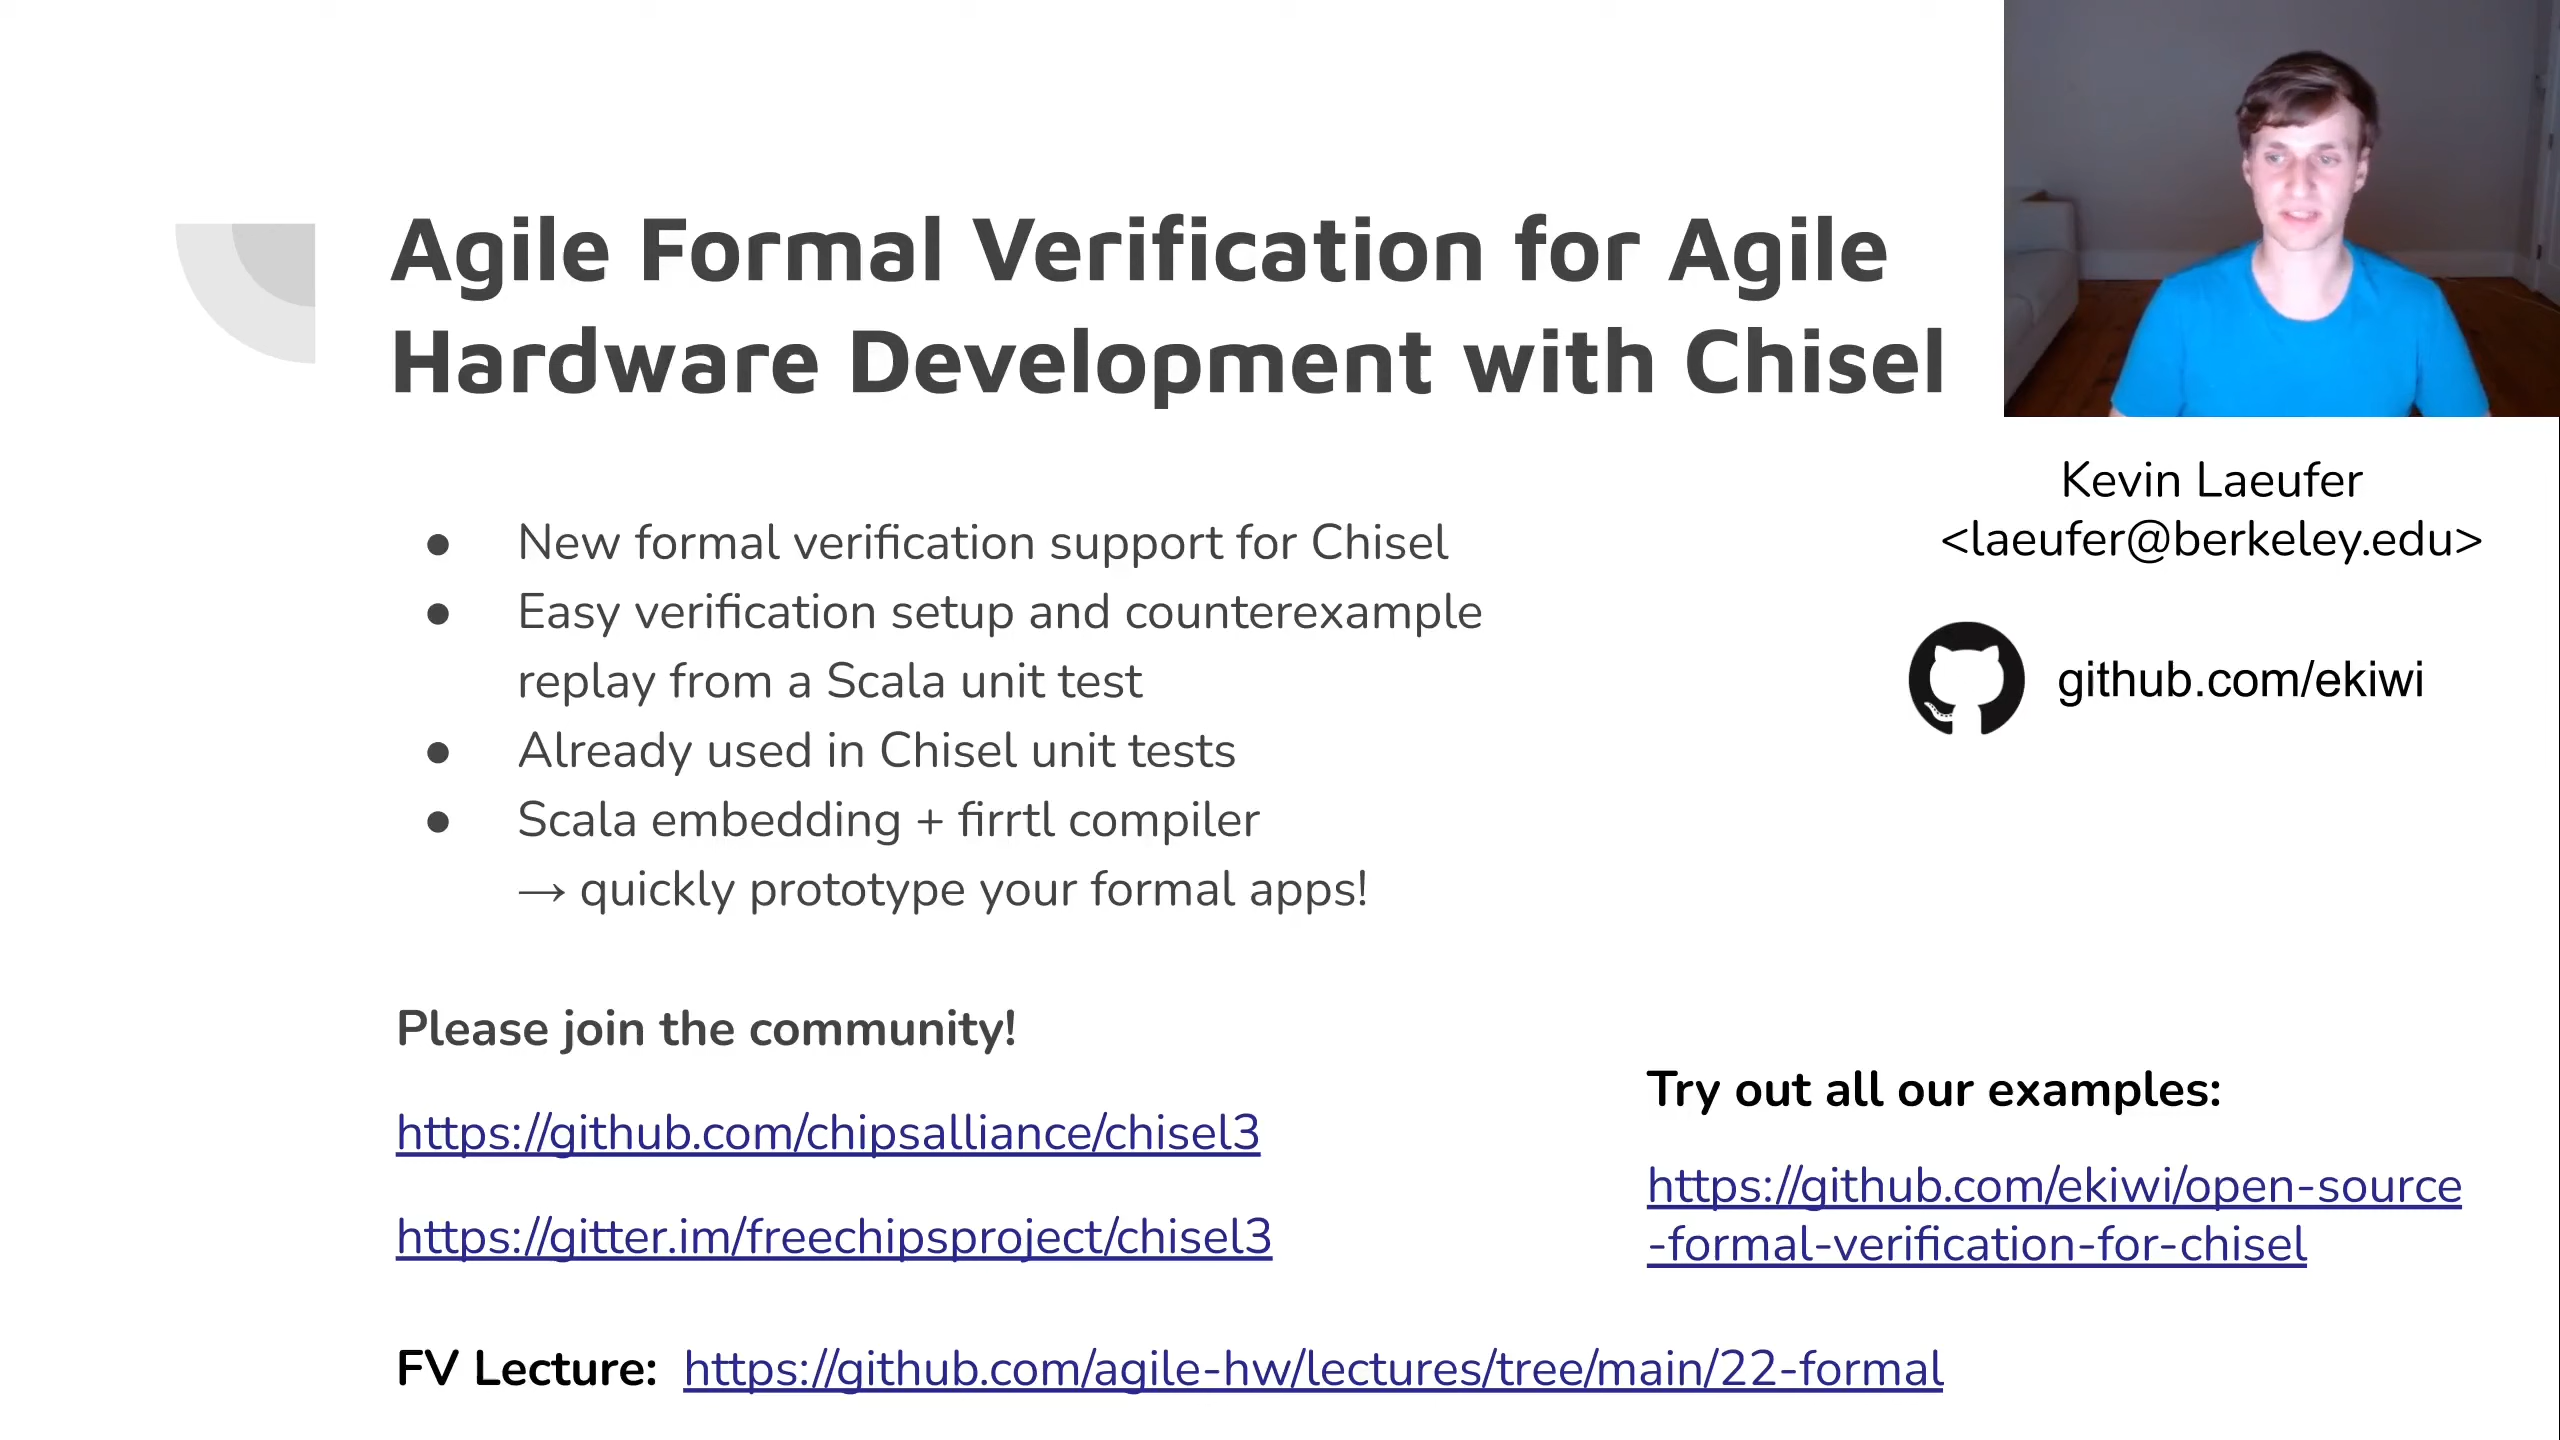 Agile Formal Verification for Agile
Hardware Development with Chisel
Kevin Laeufer
<laeufer@berkeley.edu>
github.com/ekiwi
● New formal verification support for Chisel
● Easy verification setup and counterexample
replay from a Scala unit test
● Already used in Chisel unit tests
● Scala embedding + firrtl compiler
→ quickly prototype your formal apps!
Please join the community!
https://github.com/chipsalliance/chisel3
https://gitter.im/freechipsproject/chisel3
Try out all our examples:
https://github.com/ekiwi/open-source
-formal-verification-for-chisel
FV Lecture: https://github.com/agile-hw/lectures/tree/main/22-formal